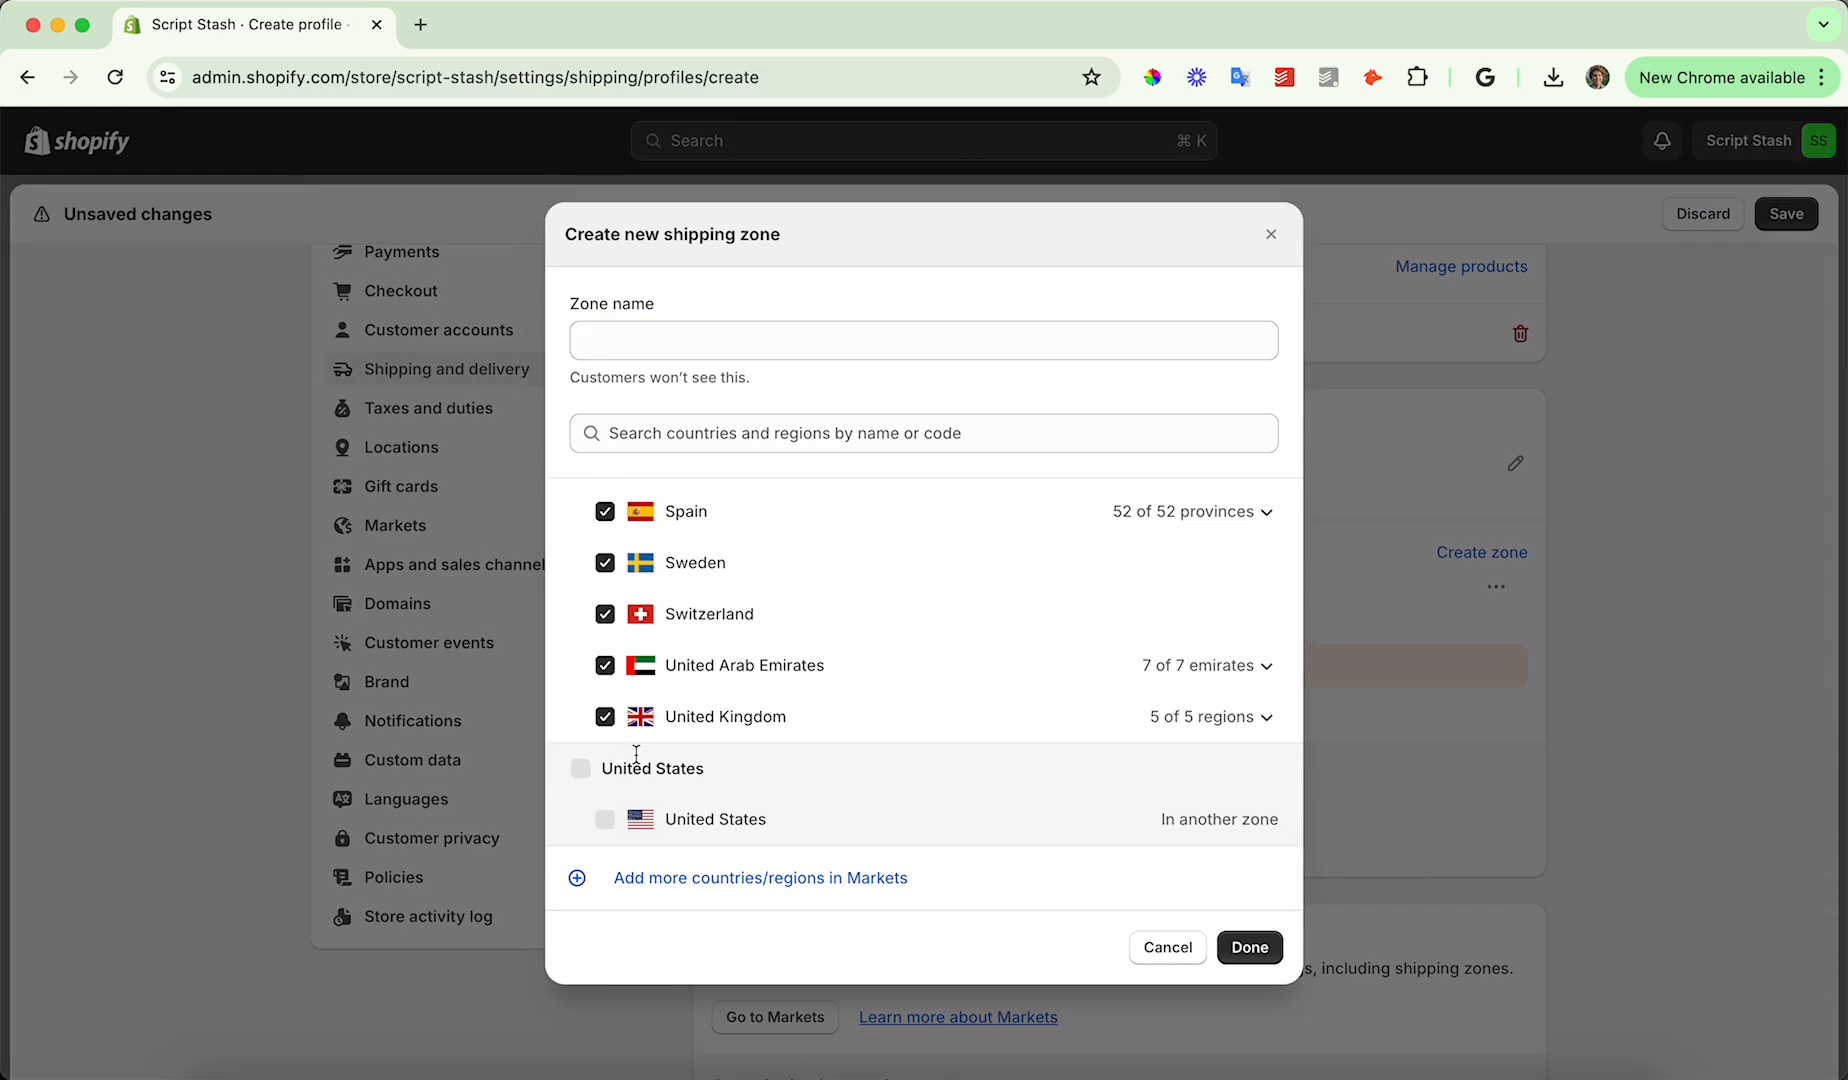 Script Stash · Create profile ·
admin.shopify.com/store/script-stash/settings/shipping/profiles/create
New Chrome available
shopify
Search
⌘ K
Script Stash
SS
Unsaved changes
Discard
Save
Payments
Checkout
Customer accounts
Shipping and delivery
Taxes and duties
Locations
Gift cards
Markets
Apps and sales channel
Domains
Customer events
Brand
Notifications
Custom data
Languages
Customer privacy
Policies
Store activity log
Manage products
Create zone
Create new shipping zone
Zone name
Customers won't see this.
Search countries and regions by name or code
Spain
52 of 52 provinces
Sweden
Switzerland
United Arab Emirates
7 of 7 emirates
United Kingdom
5 of 5 regions
United States
United States
In another zone
Add more countries/regions in Markets
Cancel
Done
s, including shipping zones.
Go to Markets
Learn more about Markets